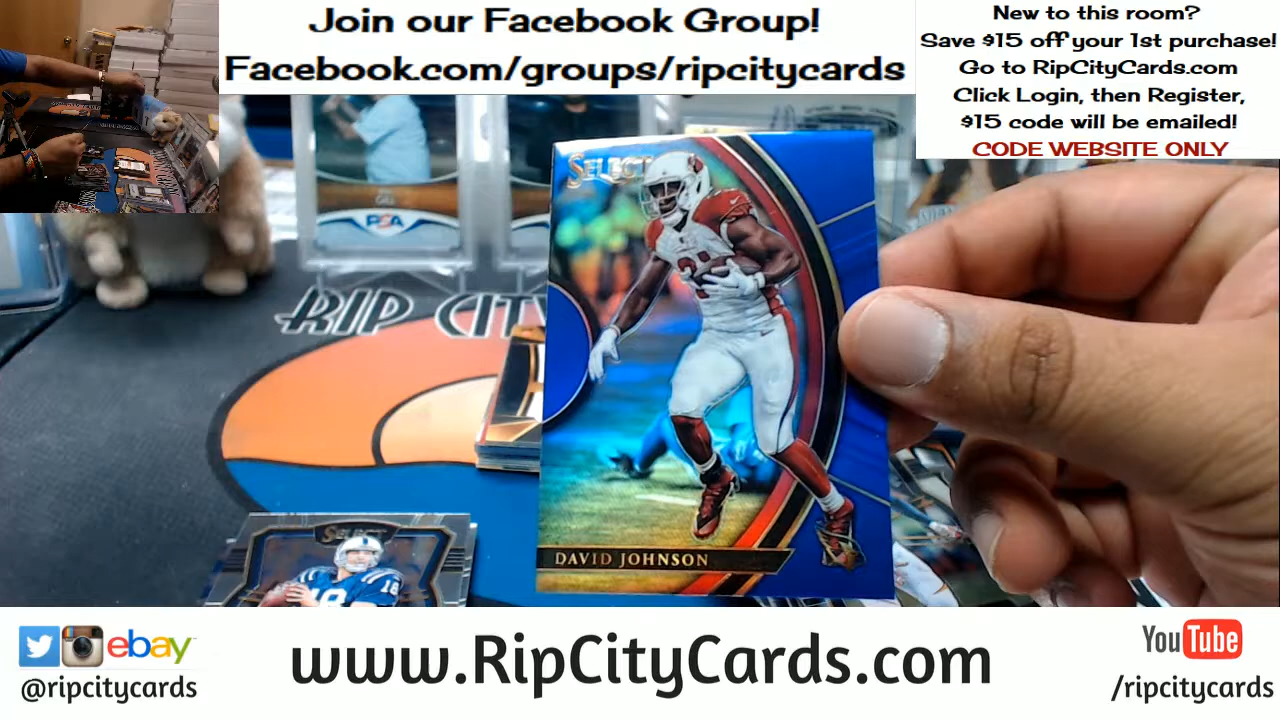 Join our Facebook Group!
Facebook.com/groups/ripcitycards
New to this room?
Save $15 off your 1st purchase!
Go to RipCityCards.com
Click Login, then Register,
$15 code will be emailed!
CODE WEBSITE ONLY
PSA
RIP CITY
SELECT
31
DAVID JOHNSON
SELECT
18
ebay
@ripcitycards
www.RipCityCards.com
YouTube
/ripcitycards